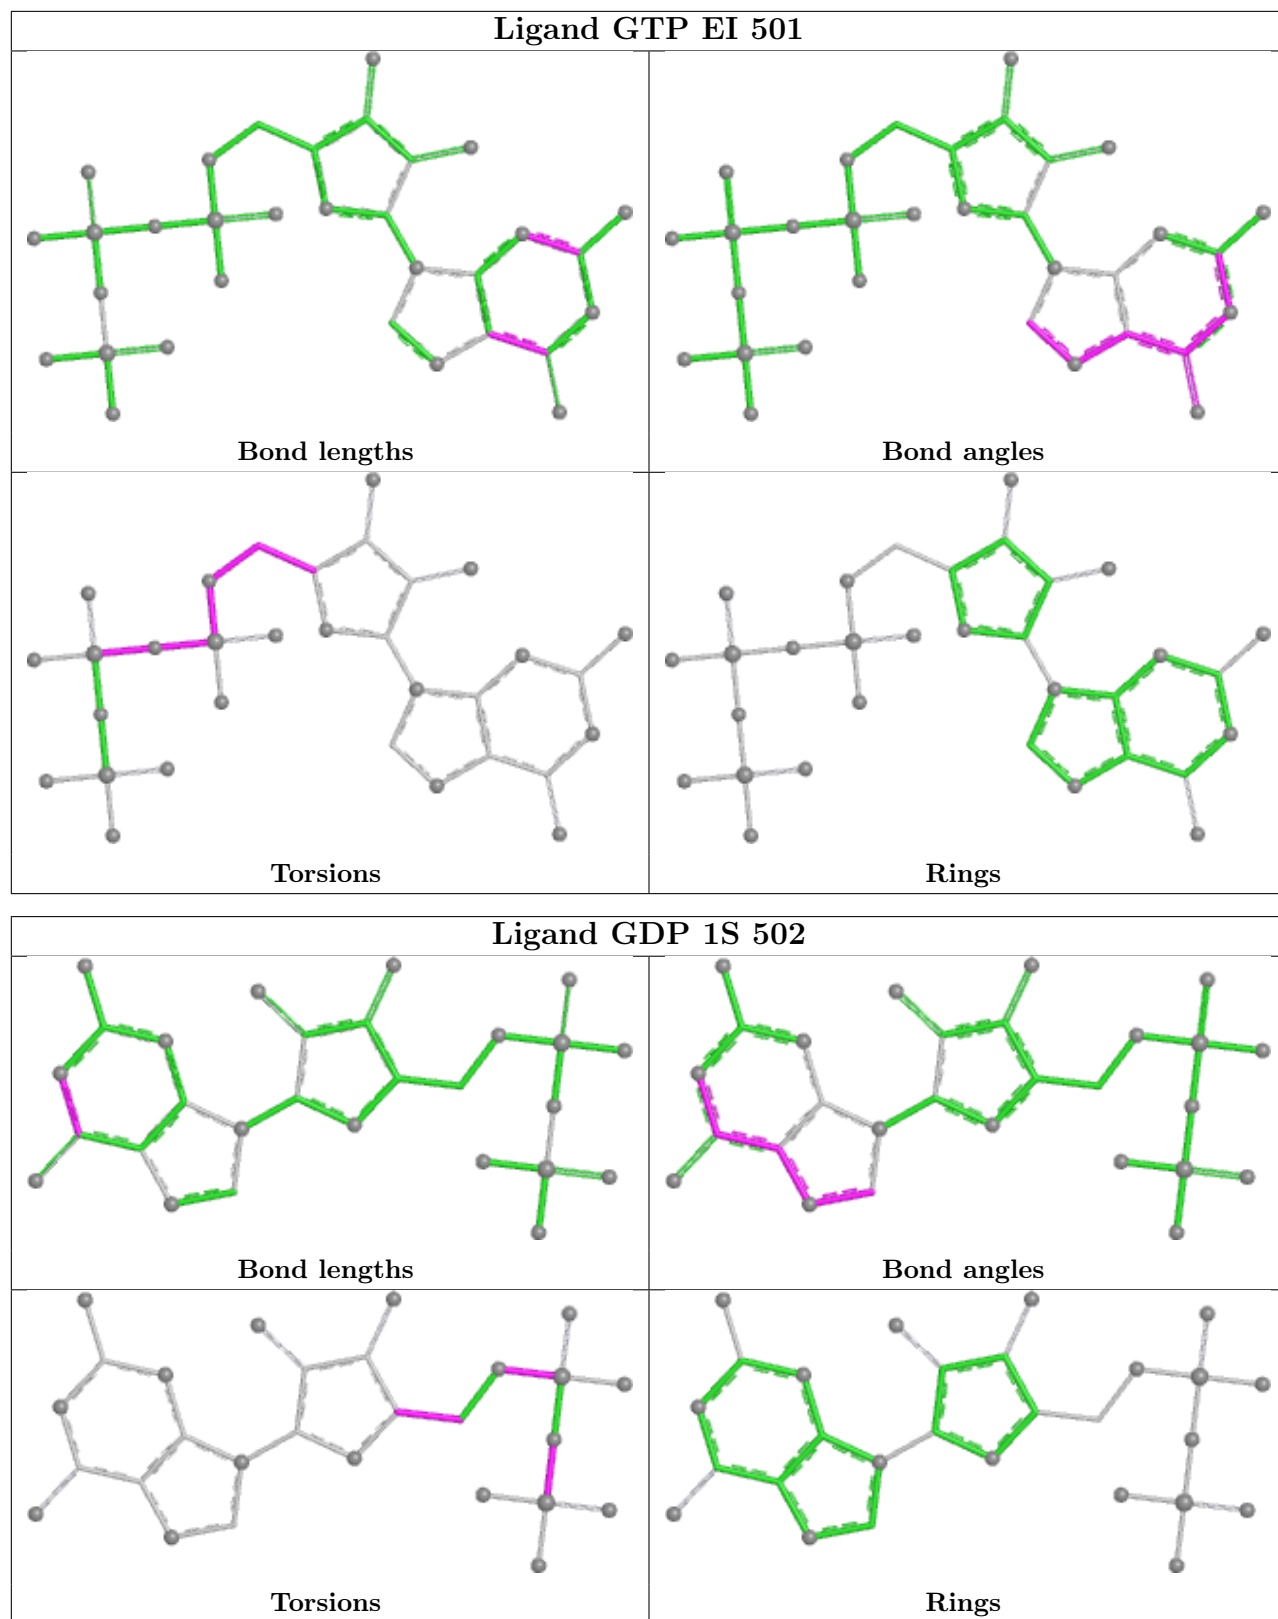 Ligand GTP EI 501
Bond lengths
Bond angles
Torsions
Rings
Ligand GDP 1S 502
Bond lengths
Bond angles
Torsions
Rings